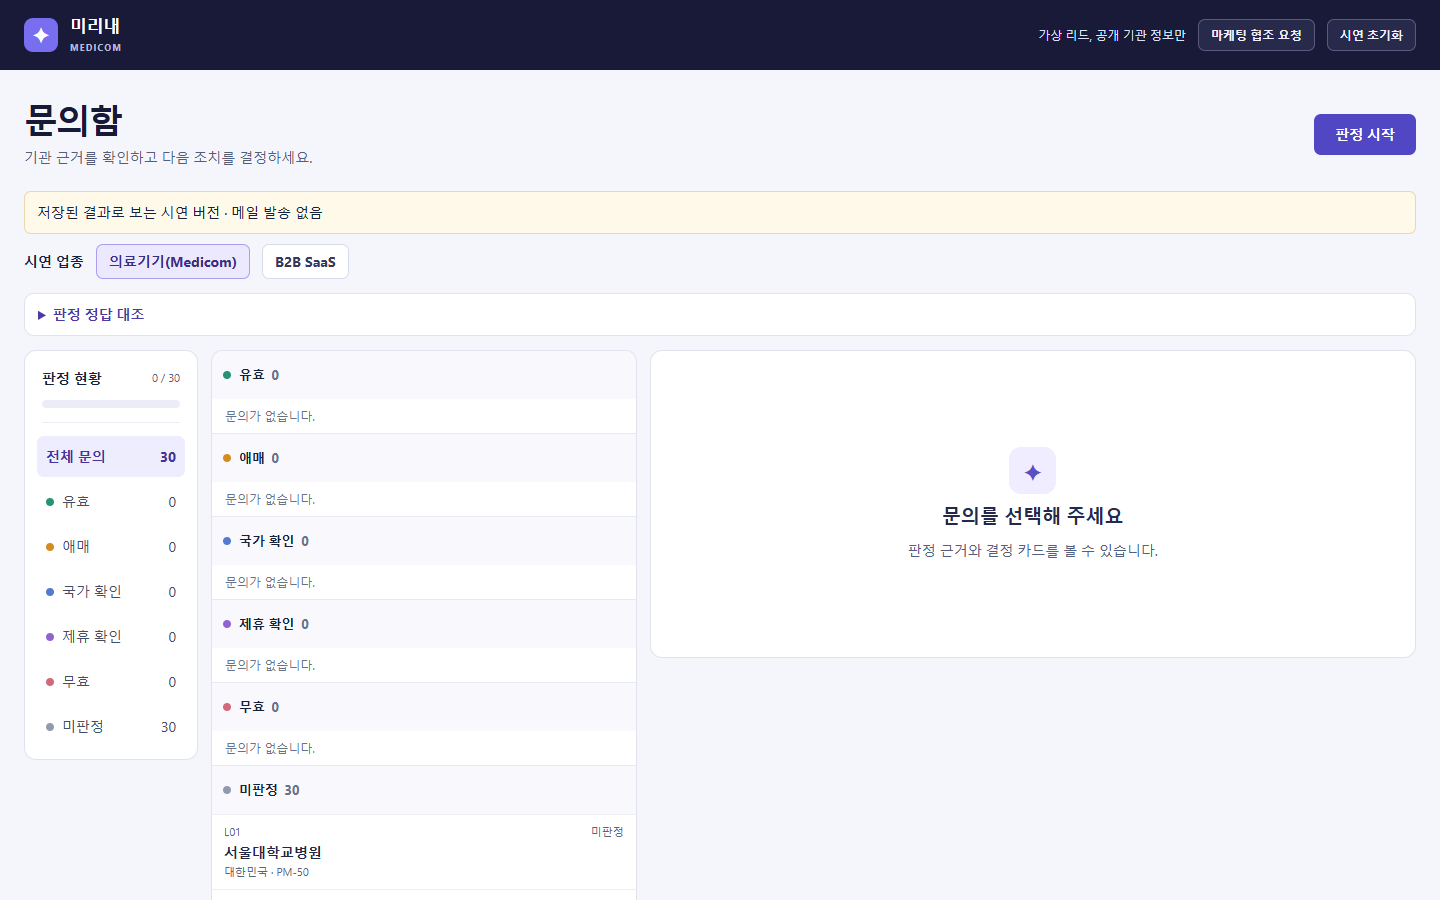 미리내
MEDICOM
가상 리드, 공개 기관 정보만
마케팅 협조 요청
시연 초기화
문의함
기관 근거를 확인하고 다음 조치를 결정하세요.
판정 시작
저장된 결과로 보는 시연 버전 · 메일 발송 없음
시연 업종
의료기기(Medicom)
B2B SaaS
판정 정답 대조
판정 현황 0 / 30
전체 문의 30
유효 0
애매 0
국가 확인 0
제휴 확인 0
무효 0
미판정 30
유효 0
문의가 없습니다.
애매 0
문의가 없습니다.
국가 확인 0
문의가 없습니다.
제휴 확인 0
문의가 없습니다.
무효 0
문의가 없습니다.
미판정 30
L01 미판정
서울대학교병원
대한민국 · PM-50
문의를 선택해 주세요
판정 근거와 결정 카드를 볼 수 있습니다.